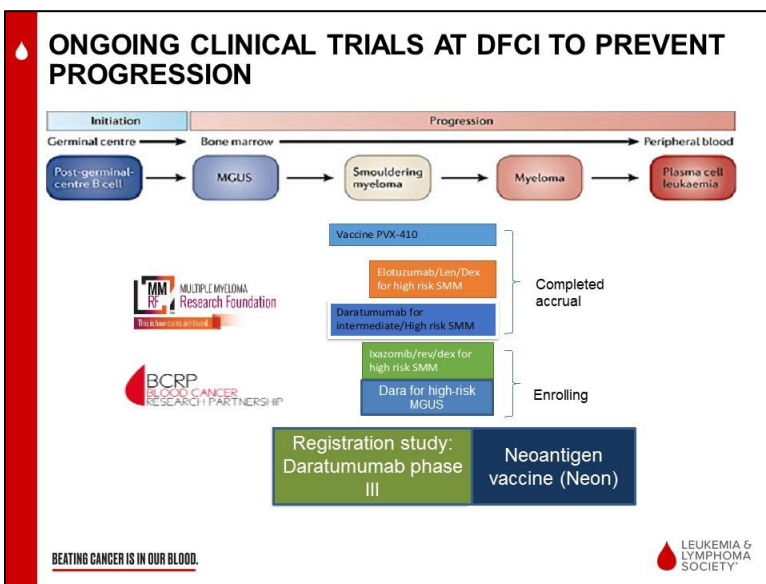 ONGOING CLINICAL TRIALS AT DFCI TO PREVENT
PROGRESSION
Initiation
Progression
Germinal centre
Bone marrow
Peripheral blood
Post-germinal-
centre B cell
MGUS
Smouldering
myeloma
Myeloma
Plasma cell
leukaemia
Vaccine PVX-410
Elotuzumab/Len/Dex
for high risk SMM
Daratumumab for
intermediate/High risk SMM
Completed
accrual
MM
RF
MULTIPLE MYELOMA
Research Foundation
This is how cures are found.
Ixazomib/rev/dex for
high risk SMM
Dara for high-risk
MGUS
Enrolling
BCRP
BLOOD CANCER
RESEARCH PARTNERSHIP
Registration study:
Daratumumab phase
III
Neoantigen
vaccine (Neon)
BEATING CANCER IS IN OUR BLOOD.
LEUKEMIA &
LYMPHOMA
SOCIETY®